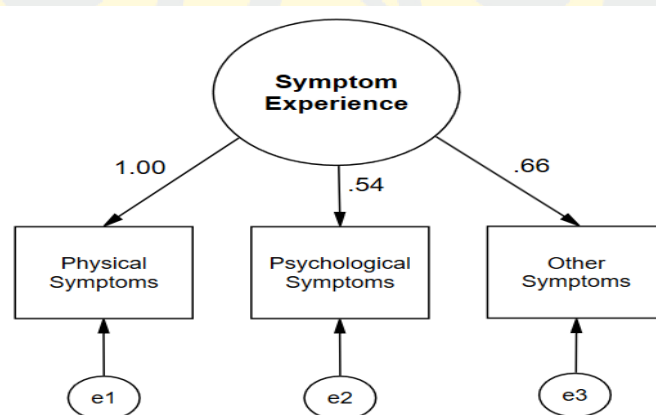 Symptom
Experience
1.00
.54
.66
Physical
Symptoms
Psychological
Symptoms
Other
Symptoms
e1
e2
e3